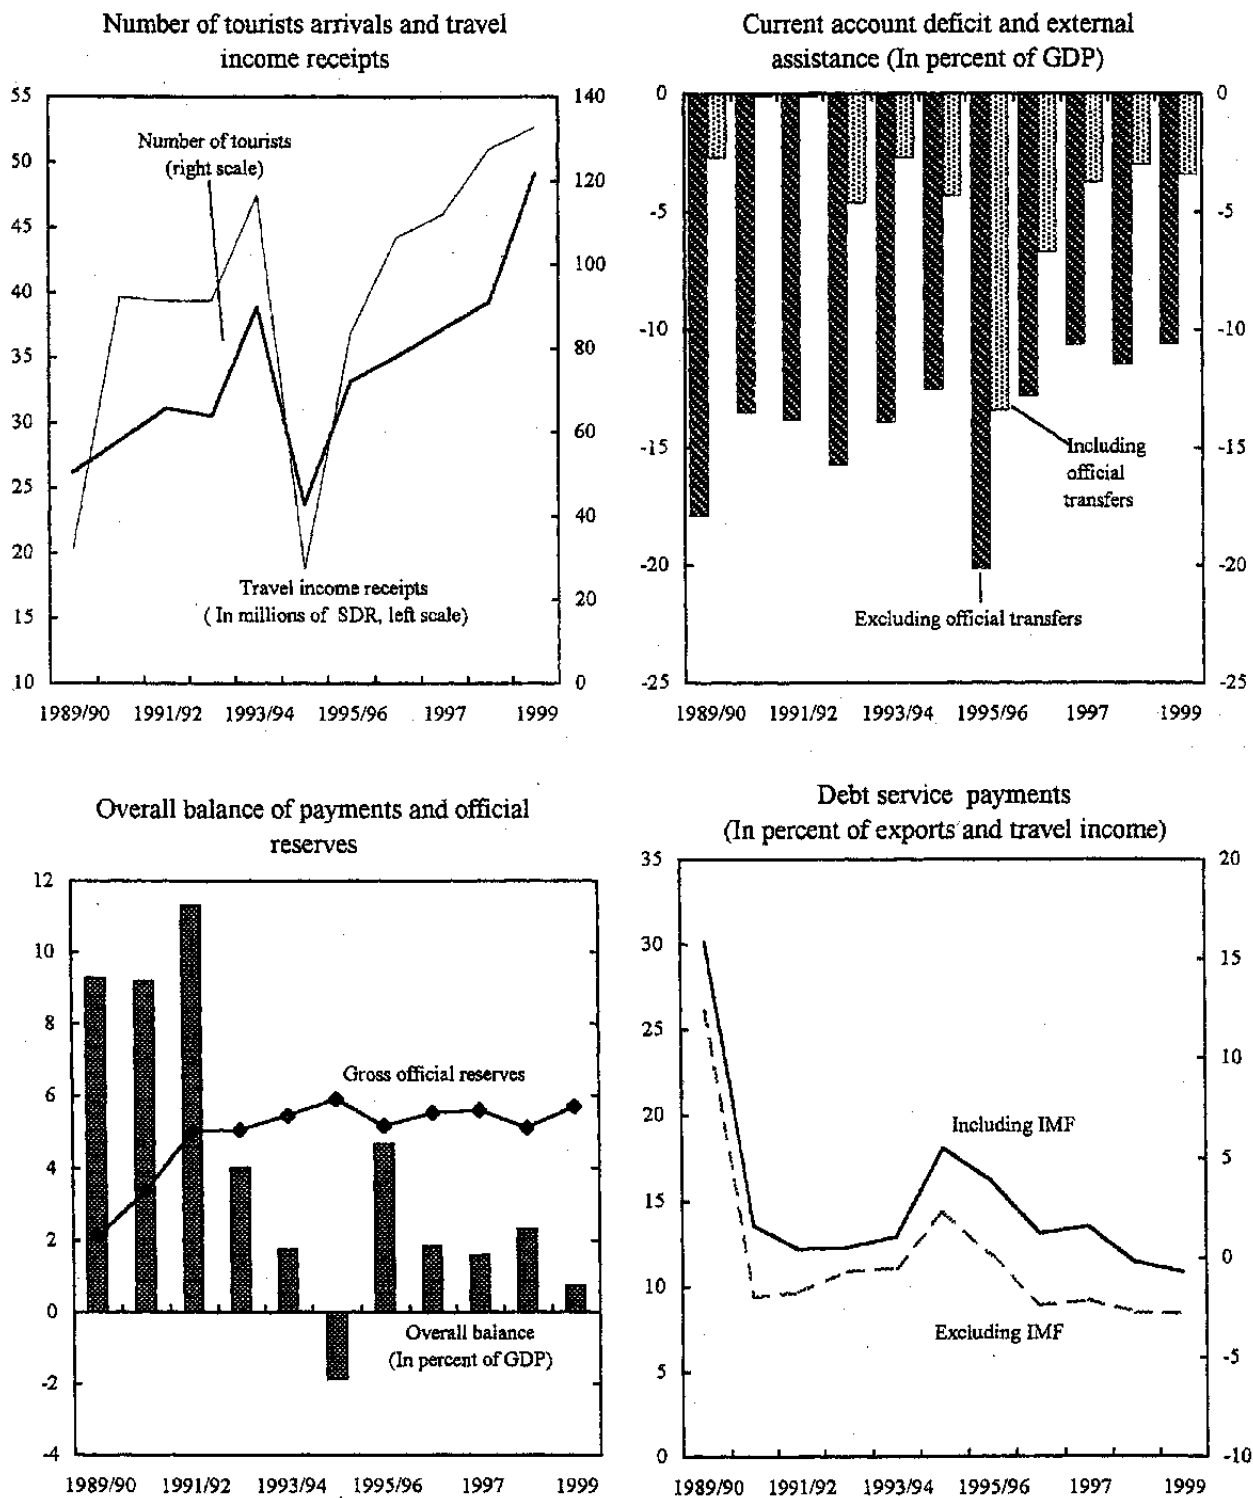 Number of tourists arrivals and travel
income receipts
55
50
45
40
35
30
25
20
15
10
140
120
100
80
60
40
20
0
Number of tourists
(right scale)
Travel income receipts
( In millions of SDR, left scale)
1989/90 1991/92 1993/94 1995/96 1997 1999
Current account deficit and external
assistance (In percent of GDP)
0
-5
-10
-15
-20
-25
0
-5
-10
-15
-20
-25
Including
official
transfers
Excluding official transfers
1989/90 1991/92 1993/94 1995/96 1997 1999
Overall balance of payments and official
reserves
12
10
8
6
4
2
0
-2
-4
Gross official reserves
Overall balance
(In percent of GDP)
1989/90 1991/92 1993/94 1995/96 1997 1999
Debt service payments
(In percent of exports and travel income)
35
30
25
20
15
10
5
0
20
15
10
5
0
-5
-10
Including IMF
Excluding IMF
1989/90 1991/92 1993/94 1995/96 1997 1999